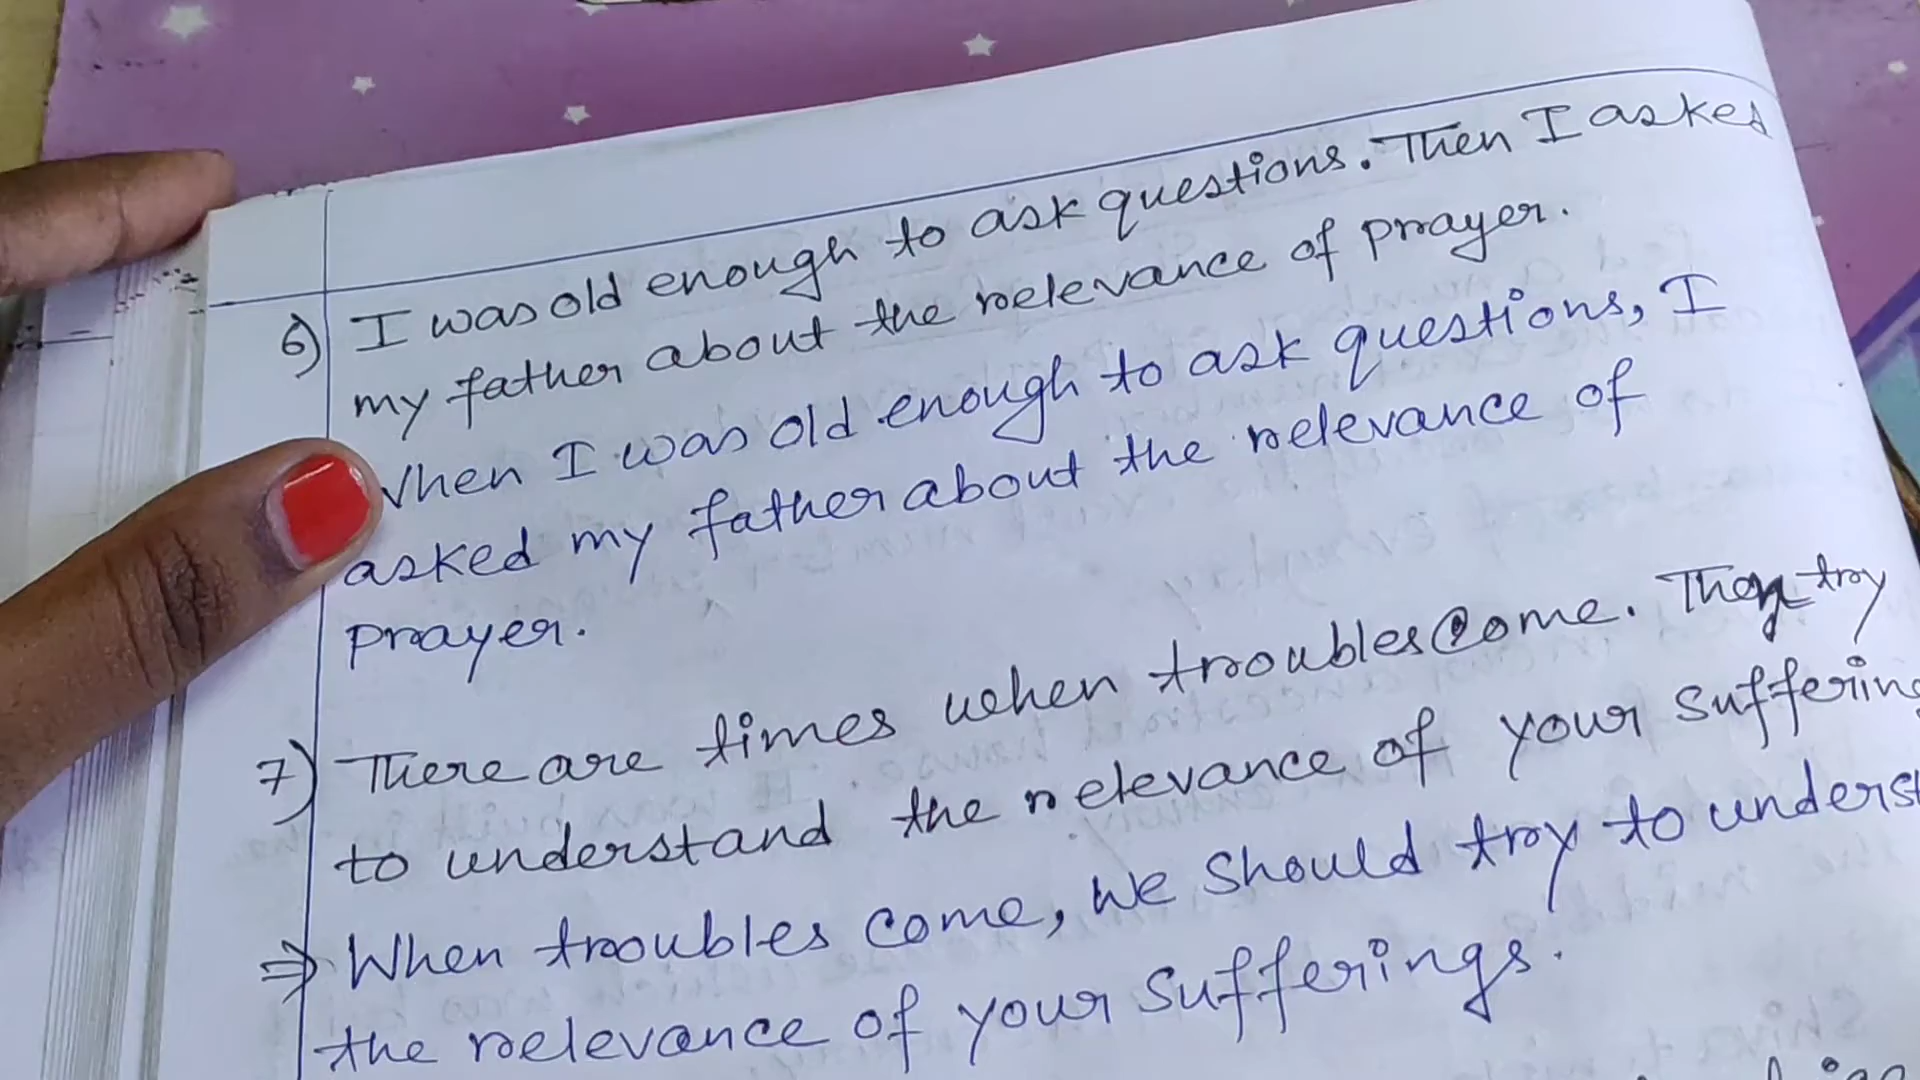 6) I was old enough to ask questions. Then I asked
my father about the relevance of prayer.
When I was old enough to ask questions, I
asked my father about the relevance of
prayer.
7) There are times when troubles come. Then try
to understand the relevance of your suffering
⇒ When troubles come, we should try to underst
the relevance of your sufferings.